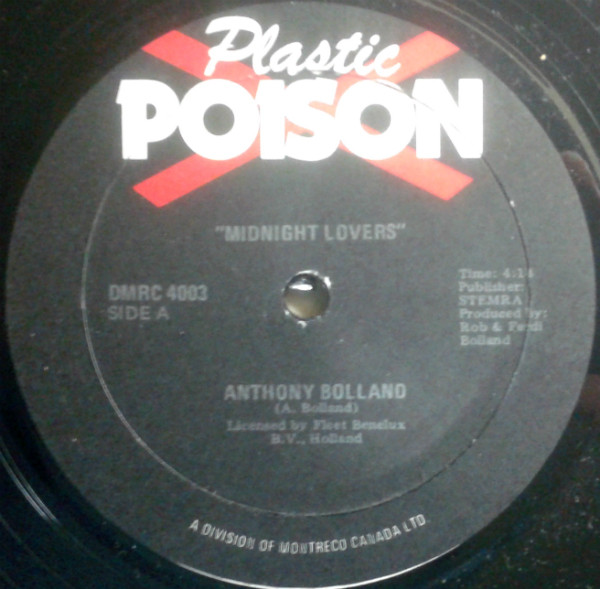 Plastic
POISON
"MIDNIGHT LOVERS"
DMRC 4003
SIDE A
Time: 4:14
Publisher:
STEMRA
Produced by:
Rob & Ferdi
Bolland
ANTHONY BOLLAND
(A. Bolland)
Licensed by Fleet Benelux
B.V., Holland
A DIVISION OF MONTRECO CANADA LTD